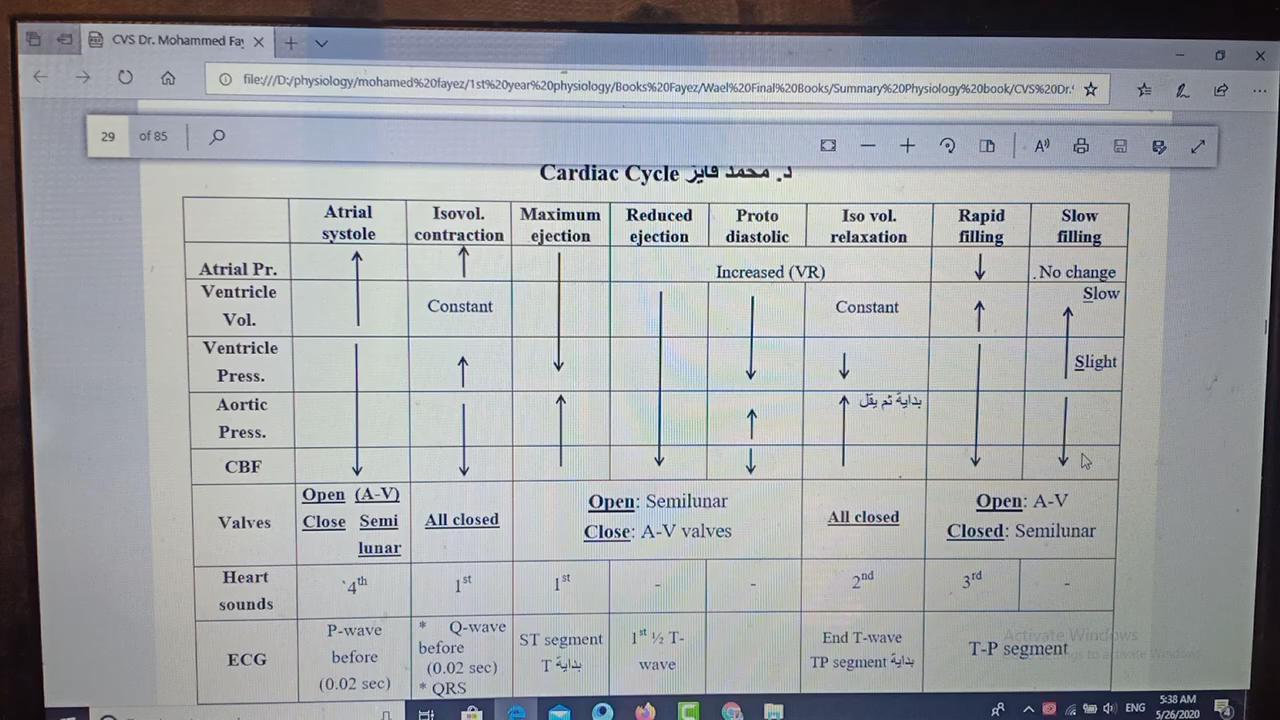 CVS Dr. Mohammed Fay
file:///D:/physiology/mohamed%20fayez/1st%20year%20physiology/Books%20Fayez/Wael%20Final%20Books/Summary%20Physiology%20book/CVS%20Dr.
29 of 85
Cardiac Cycle د. محمد فايز
Atrial systole
Isovol. contraction
Maximum ejection
Reduced ejection
Proto diastolic
Iso vol. relaxation
Rapid filling
Slow filling
Atrial Pr.
Increased (VR)
No change
Ventricle Vol.
Constant
Constant
Slow
Ventricle Press.
Slight
Aortic Press.
بداية ثم يقل
CBF
Valves
Open (A-V)
Close Semi
lunar
All closed
Open: Semilunar
Close: A-V valves
All closed
Open: A-V
Closed: Semilunar
Heart sounds
4th
1st
1st
-
-
2nd
3rd
-
ECG
P-wave
before
(0.02 sec)
* Q-wave
before
(0.02 sec)
* QRS
ST segment
بداية T
1st ½ T-
wave
End T-wave
TP segment بداية
T-P segment
Activate Windows
ENG
5:38 AM
5/26/2020